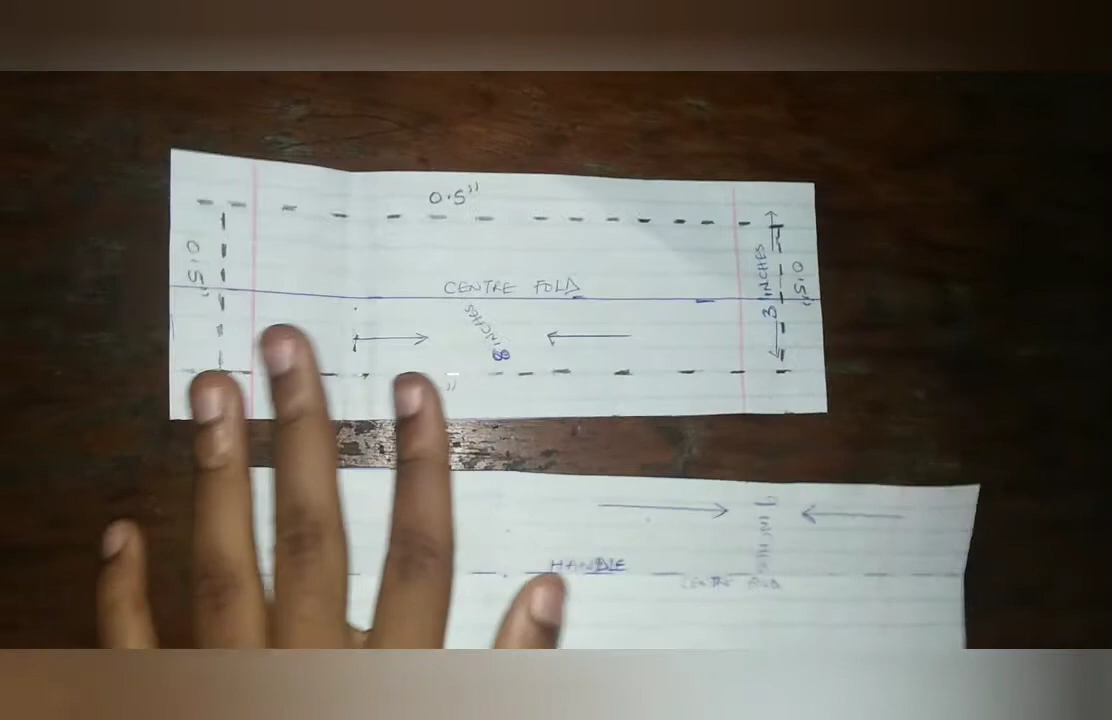 0.5"
0.5"
CENTRE FOLD
8 INCHES
3 INCHES
0.5"
"
HANDLE
CENTRE FOLD